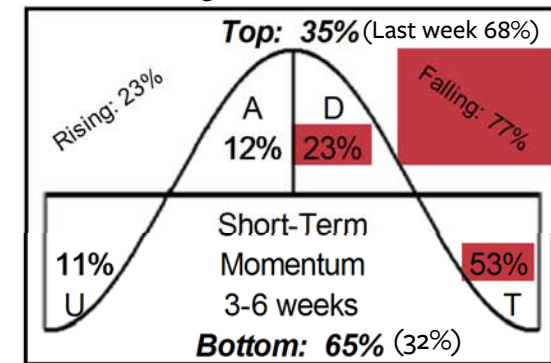 Top: 35% (Last week 68%)
Rising: 23%
Falling: 77%
A D
12% 23%
Short-Term
11% Momentum 53%
U 3-6 weeks T
Bottom: 65% (32%)